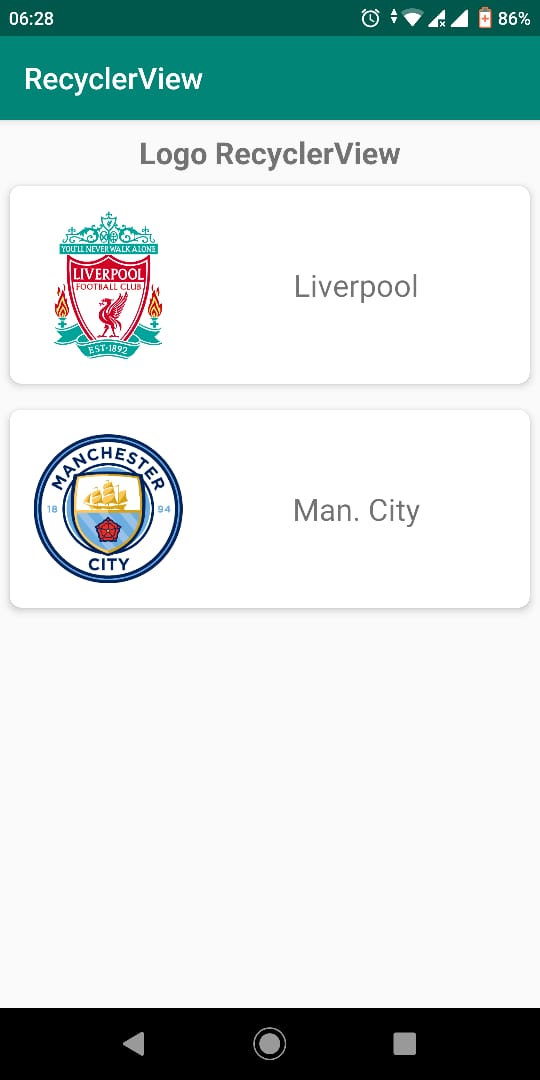 06:28
86%
RecyclerView
Logo RecyclerView
YOU'LL NEVER WALK ALONE
LIVERPOOL
FOOTBALL CLUB
EST·1892
Liverpool
MANCHESTER
18 94
CITY
Man. City